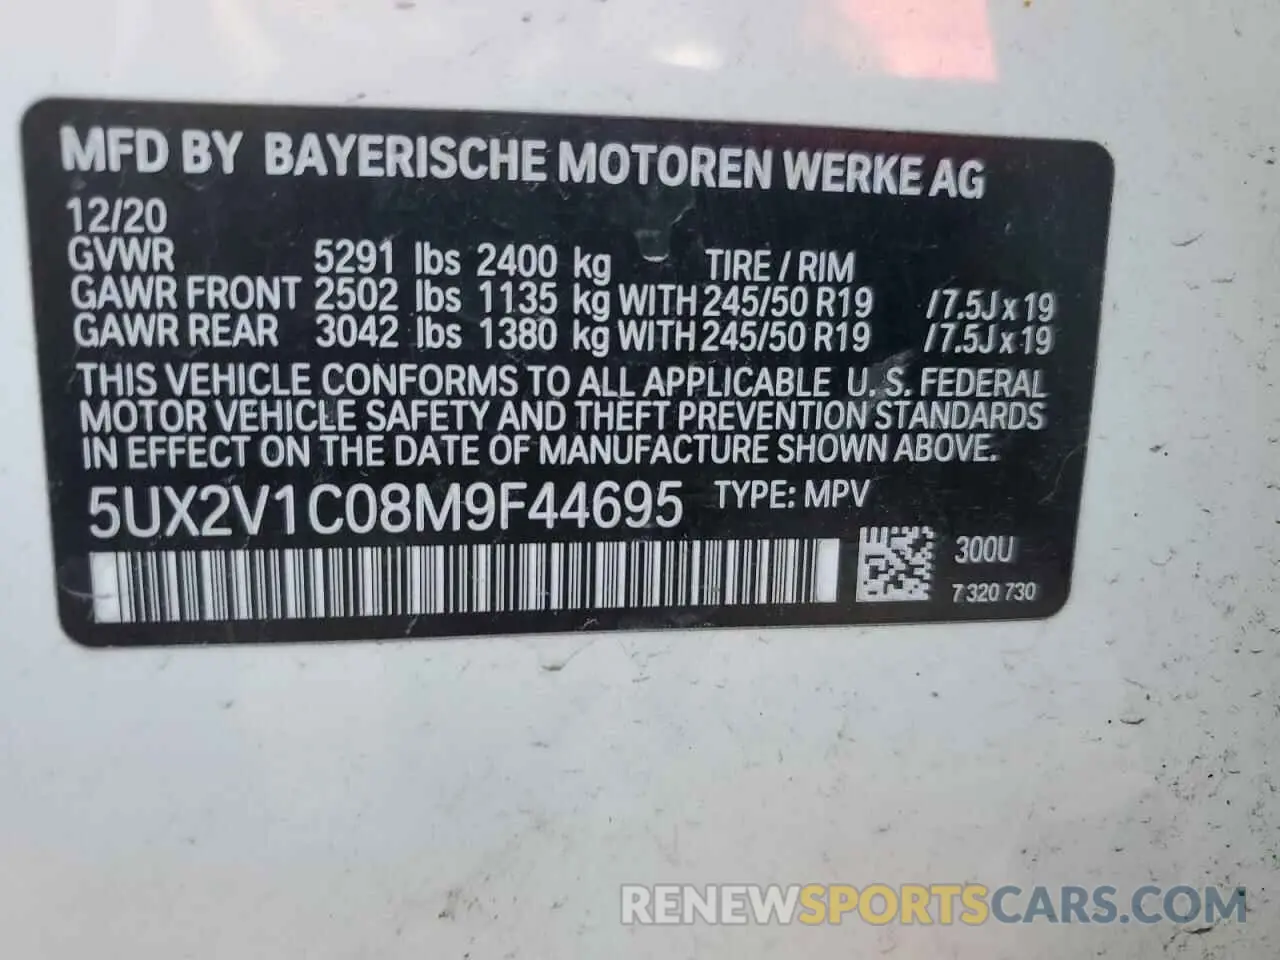 MFD BY BAYERISCHE MOTOREN WERKE AG
12/20
GVWR 5291 lbs 2400 kg TIRE / RIM
GAWR FRONT 2502 lbs 1135 kg WITH 245/50 R19 /7.5J x 19
GAWR REAR 3042 lbs 1380 kg WITH 245/50 R19 /7.5J x 19
THIS VEHICLE CONFORMS TO ALL APPLICABLE U. S. FEDERAL
MOTOR VEHICLE SAFETY AND THEFT PREVENTION STANDARDS
IN EFFECT ON THE DATE OF MANUFACTURE SHOWN ABOVE.
5UX2V1C08M9F44695 TYPE: MPV
300U
7 320 730
RENEWSPORTSCARS.COM